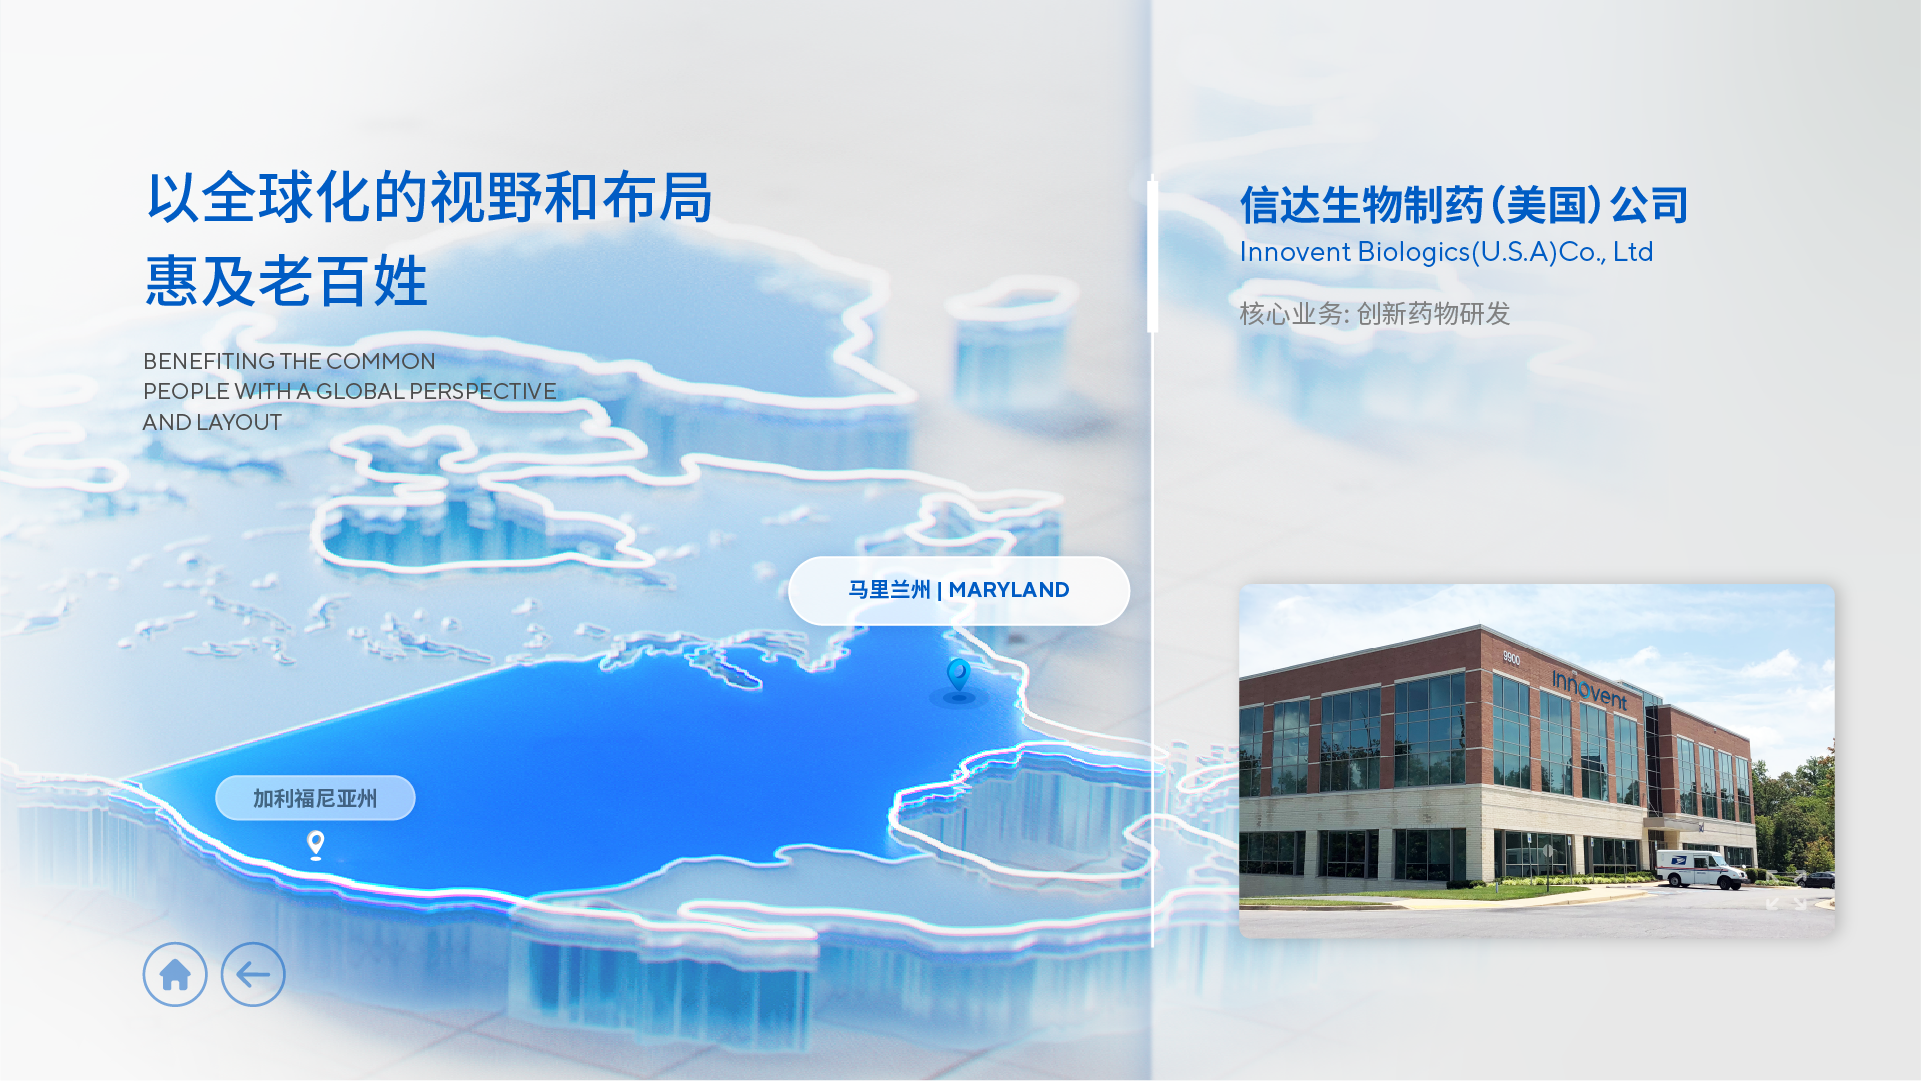 以全球化的视野和布局
惠及老百姓
BENEFITING THE COMMON
PEOPLE WITH A GLOBAL PERSPECTIVE
AND LAYOUT
马里兰州 | MARYLAND
加利福尼亚州
信达生物制药(美国)公司
Innovent Biologics(U.S.A)Co., Ltd
核心业务: 创新药物研发
9900
innovent